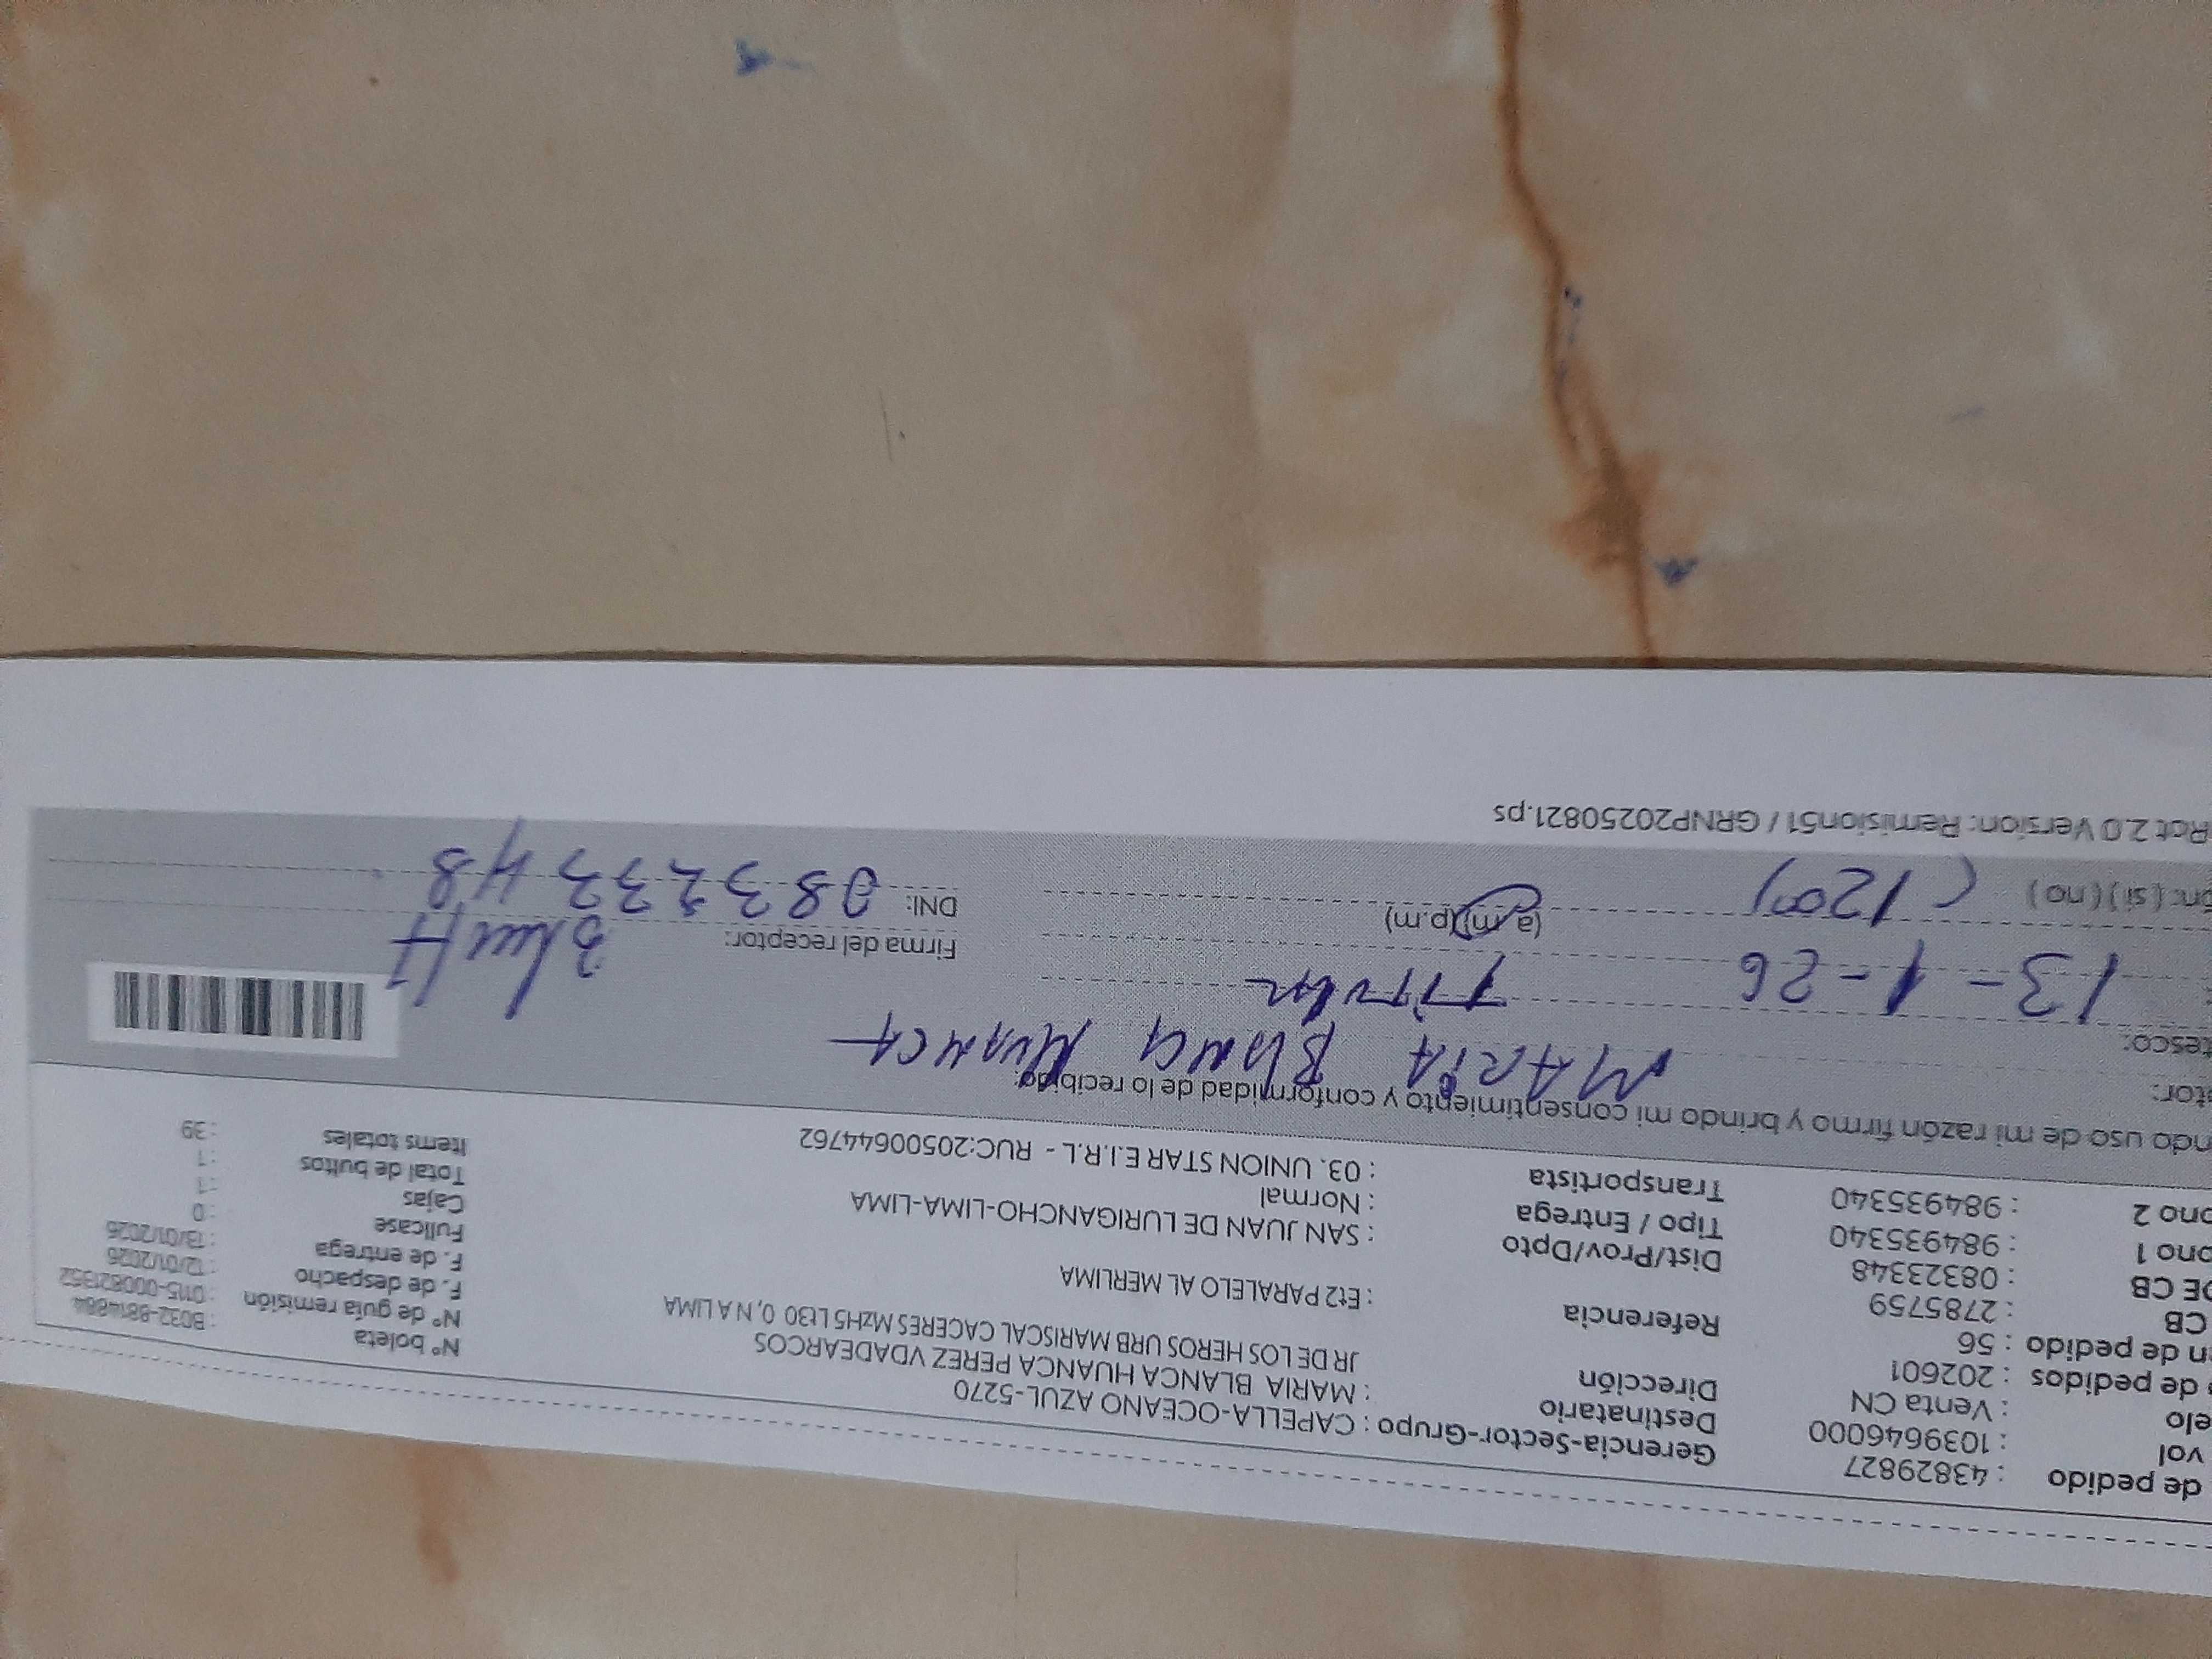 de pedido : 43829827
vol : 1039646000
elo : Venta CN
de pedidos : 202601
n de pedido : 56
CB : 2785759
DE CB : 08323348
ono 1 : 984935340
ono 2 : 984935340
Gerencia-Sector-Grupo : CAPELLA-OCEANO AZUL-5270
Destinatario : MARIA BLANCA HUANCA PEREZ VDADEARCOS
Dirección JR DE LOS HEROS URB MARISCAL CACERES MzH5 Lt30 0, N A LIMA
Referencia : Et2 PARALELO AL MERLIMA
Dist/Prov/Dpto : SAN JUAN DE LURIGANCHO-LIMA-LIMA
Tipo / Entrega : Normal
Transportista : 03. UNION STAR E.I.R.L - RUC:20500644762
N° boleta : B032-8814884
N° de guía remisión : 0115-000821352
F. de despacho : 12/01/2026
F. de entrega : 13/01/2026
Fullcase : 0
Cajas : 1
Total de bultos : 1
Items totales : 39
ndo uso de mi razón firmo y brindo mi consentimiento y conformidad de lo recibido:
tor: MARIA BLANCA HUANCA
tesco: Titular
13-1-26 (a.m)(p.m)
on: (si) (no) (1200)
Firma del receptor:
DNI: 08323348
Rct 2.0 Version: Remision51 / GRNP20250821.ps